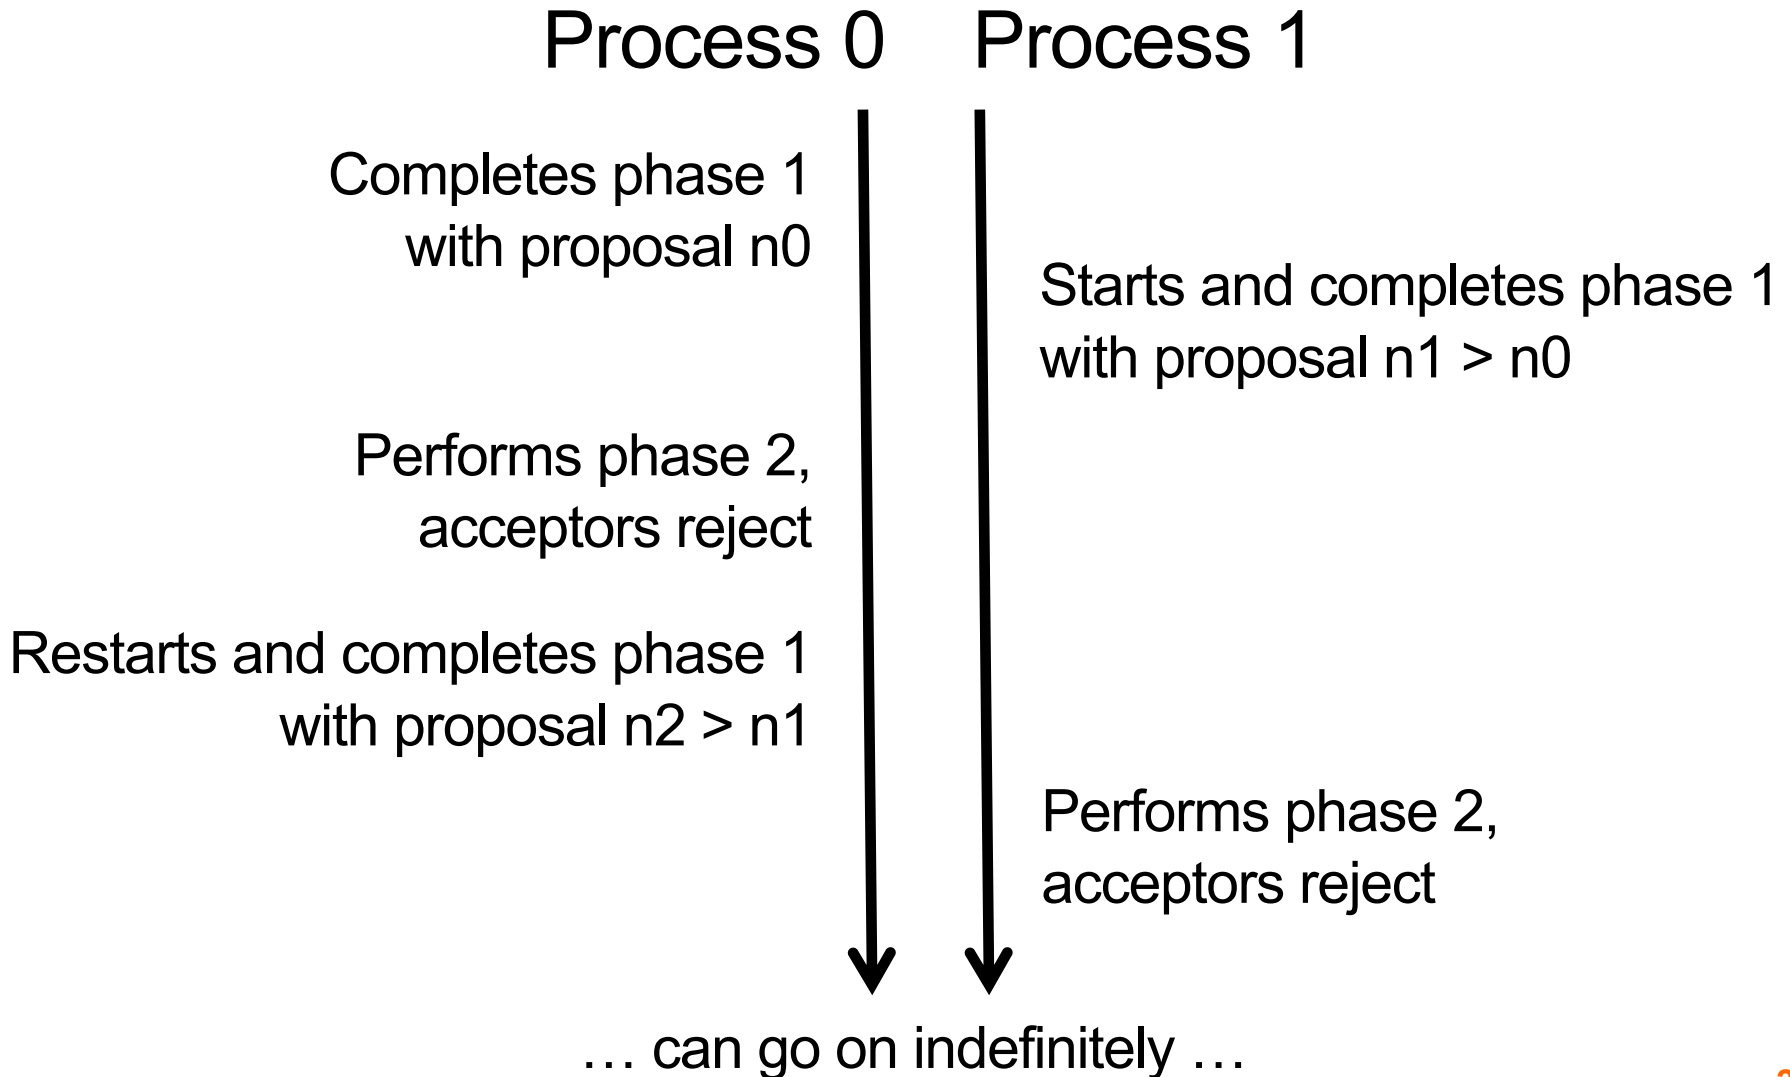 Process 0
Process 1
Completes phase 1
with proposal n0
Starts and completes phase 1
with proposal n1 > n0
Performs phase 2,
acceptors reject
Restarts and completes phase 1
with proposal n2 > n1
Performs phase 2,
acceptors reject
… can go on indefinitely …